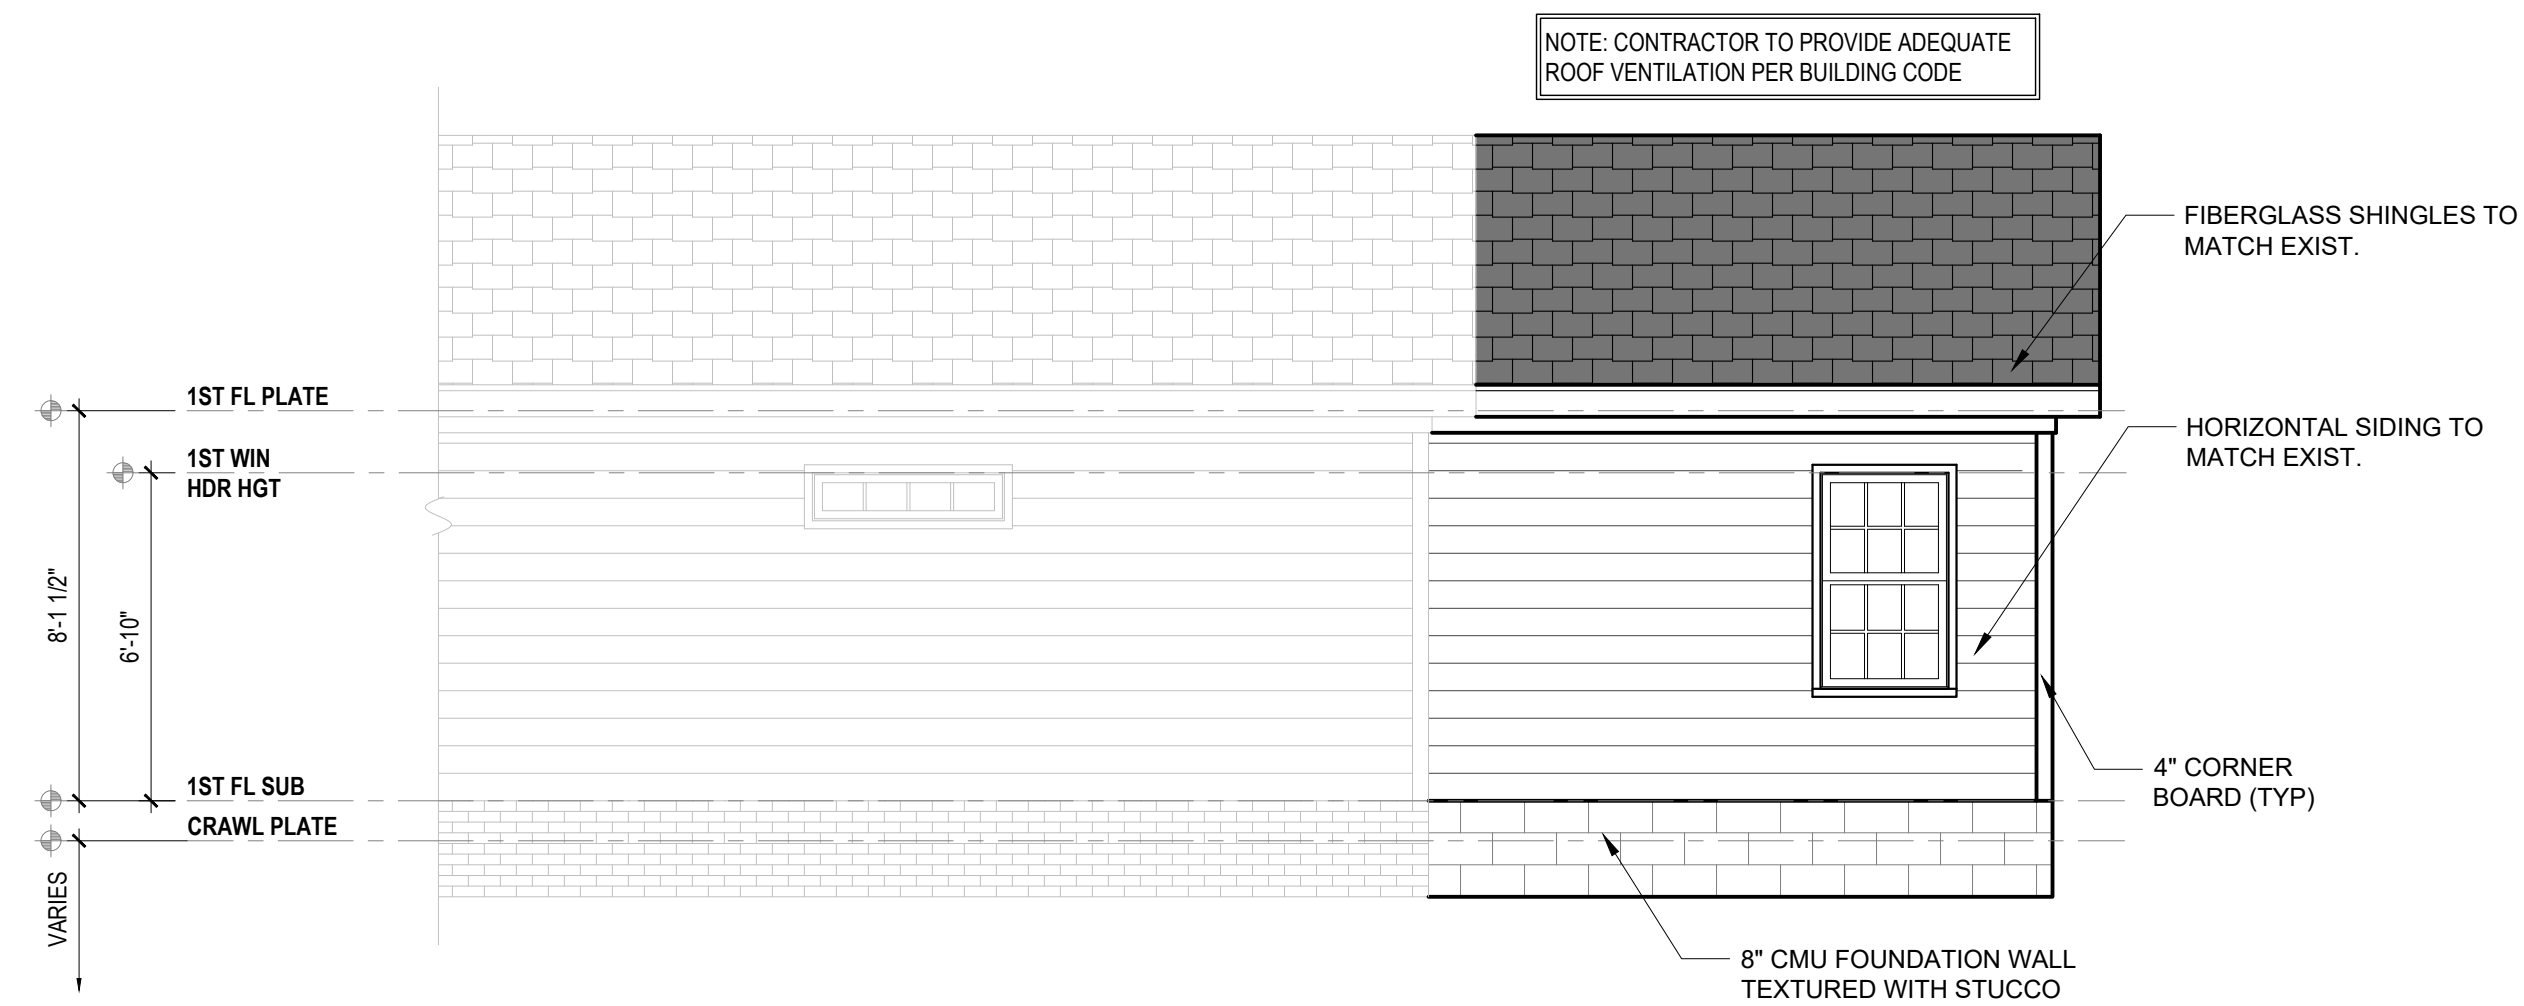 NOTE: CONTRACTOR TO PROVIDE ADEQUATE
ROOF VENTILATION PER BUILDING CODE
FIBERGLASS SHINGLES TO
MATCH EXIST.
1ST FL PLATE
HORIZONTAL SIDING TO
MATCH EXIST.
1ST WIN
HDR HGT
8'-1 1/2"
6'-10"
4" CORNER
BOARD (TYP)
1ST FL SUB
CRAWL PLATE
VARIES
8" CMU FOUNDATION WALL
TEXTURED WITH STUCCO